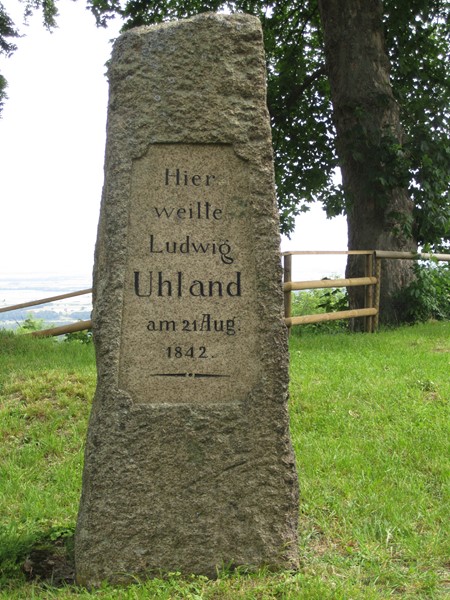 Hier
weilte
Ludwig
Uhland
am 21 Aug.
1842.